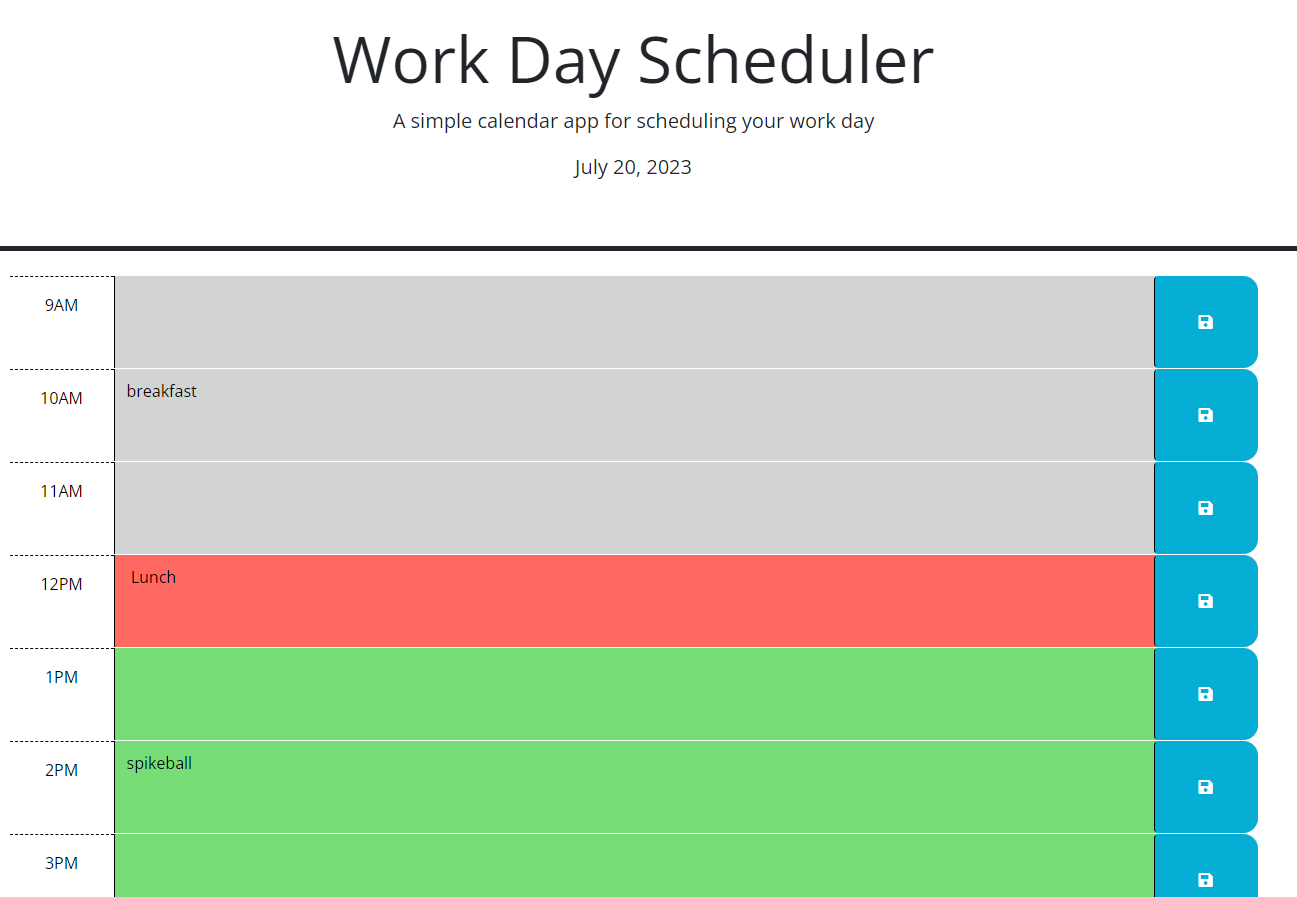 Work Day Scheduler
A simple calendar app for scheduling your work day
July 20, 2023
9AM
10AM breakfast
11AM
12PM Lunch
1PM
2PM spikeball
3PM